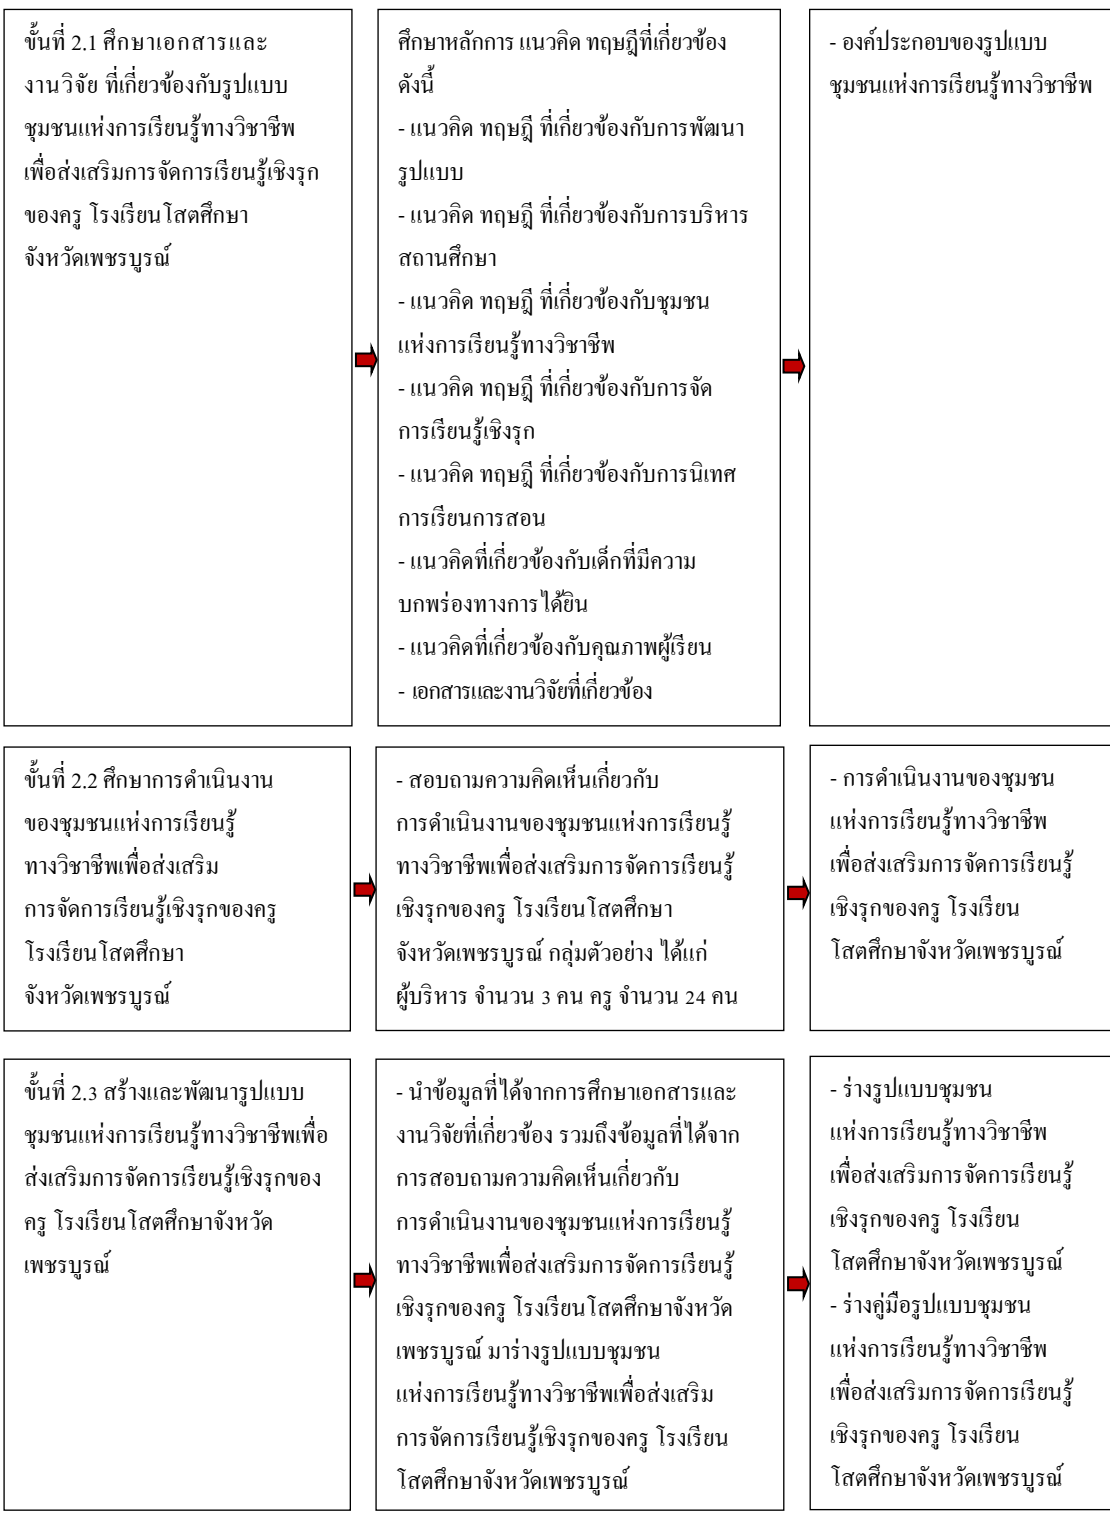 ขั้นที่ 2.1 ศึกษาเอกสารและ
งานวิจัย ที่เกี่ยวข้องกับรูปแบบ
ชุมชนแห่งการเรียนรู้ทางวิชาชีพ
เพื่อส่งเสริมการจัดการเรียนรู้เชิงรุก
ของครู โรงเรียนโสตศึกษา
จังหวัดเพชรบูรณ์
ศึกษาหลักการ แนวคิด ทฤษฎีที่เกี่ยวข้อง
ดังนี้
- แนวคิด ทฤษฎี ที่เกี่ยวข้องกับการพัฒนา
รูปแบบ
- แนวคิด ทฤษฎี ที่เกี่ยวข้องกับการบริหาร
สถานศึกษา
- แนวคิด ทฤษฎี ที่เกี่ยวข้องกับชุมชน
แห่งการเรียนรู้ทางวิชาชีพ
- แนวคิด ทฤษฎี ที่เกี่ยวข้องกับการจัด
การเรียนรู้เชิงรุก
- แนวคิด ทฤษฎี ที่เกี่ยวข้องกับการนิเทศ
การเรียนการสอน
- แนวคิดที่เกี่ยวข้องกับเด็กที่มีความ
บกพร่องทางการได้ยิน
- แนวคิดที่เกี่ยวข้องกับคุณภาพผู้เรียน
- เอกสารและงานวิจัยที่เกี่ยวข้อง
- องค์ประกอบของรูปแบบ
ชุมชนแห่งการเรียนรู้ทางวิชาชีพ
ขั้นที่ 2.2 ศึกษาการดำเนินงาน
ของชุมชนแห่งการเรียนรู้
ทางวิชาชีพเพื่อส่งเสริม
การจัดการเรียนรู้เชิงรุกของครู
โรงเรียนโสตศึกษา
จังหวัดเพชรบูรณ์
- สอบถามความคิดเห็นเกี่ยวกับ
การดำเนินงานของชุมชนแห่งการเรียนรู้
ทางวิชาชีพเพื่อส่งเสริมการจัดการเรียนรู้
เชิงรุกของครู โรงเรียนโสตศึกษา
จังหวัดเพชรบูรณ์ กลุ่มตัวอย่าง ได้แก่
ผู้บริหาร จำนวน 3 คน ครู จำนวน 24 คน
- การดำเนินงานของชุมชน
แห่งการเรียนรู้ทางวิชาชีพ
เพื่อส่งเสริมการจัดการเรียนรู้
เชิงรุกของครู โรงเรียน
โสตศึกษาจังหวัดเพชรบูรณ์
ขั้นที่ 2.3 สร้างและพัฒนารูปแบบ
ชุมชนแห่งการเรียนรู้ทางวิชาชีพเพื่อ
ส่งเสริมการจัดการเรียนรู้เชิงรุกของ
ครู โรงเรียนโสตศึกษาจังหวัด
เพชรบูรณ์
- นำข้อมูลที่ได้จากการศึกษาเอกสารและ
งานวิจัยที่เกี่ยวข้อง รวมถึงข้อมูลที่ได้จาก
การสอบถามความคิดเห็นเกี่ยวกับ
การดำเนินงานของชุมชนแห่งการเรียนรู้
ทางวิชาชีพเพื่อส่งเสริมการจัดการเรียนรู้
เชิงรุกของครู โรงเรียนโสตศึกษาจังหวัด
เพชรบูรณ์ มาร่างรูปแบบชุมชน
แห่งการเรียนรู้ทางวิชาชีพเพื่อส่งเสริม
การจัดการเรียนรู้เชิงรุกของครู โรงเรียน
โสตศึกษาจังหวัดเพชรบูรณ์
- ร่างรูปแบบชุมชน
แห่งการเรียนรู้ทางวิชาชีพ
เพื่อส่งเสริมการจัดการเรียนรู้
เชิงรุกของครู โรงเรียน
โสตศึกษาจังหวัดเพชรบูรณ์
- ร่างคู่มือรูปแบบชุมชน
แห่งการเรียนรู้ทางวิชาชีพ
เพื่อส่งเสริมการจัดการเรียนรู้
เชิงรุกของครู โรงเรียน
โสตศึกษาจังหวัดเพชรบูรณ์